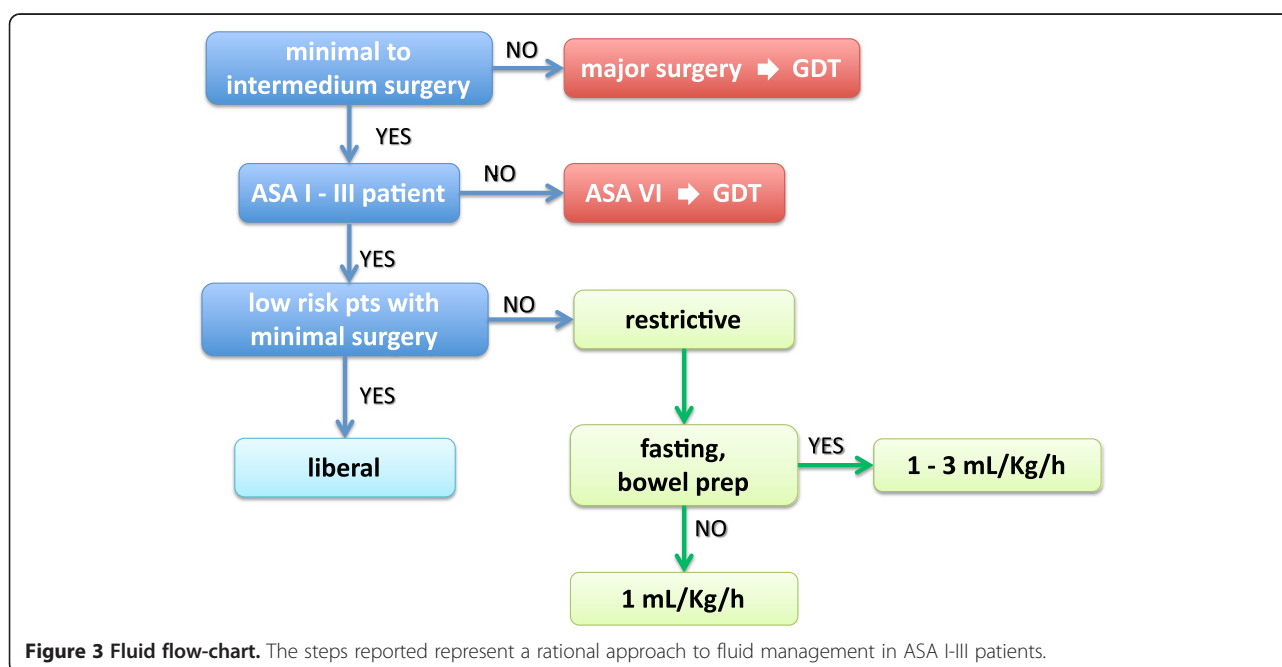 minimal to
intermedium surgery
NO
major surgery ➡ GDT
YES
ASA I - III patient
NO
ASA VI ➡ GDT
YES
low risk pts with
minimal surgery
NO
restrictive
YES
liberal
fasting,
bowel prep
YES
1 - 3 mL/Kg/h
NO
1 mL/Kg/h
Figure 3 Fluid flow-chart. The steps reported represent a rational approach to fluid management in ASA I-III patients.